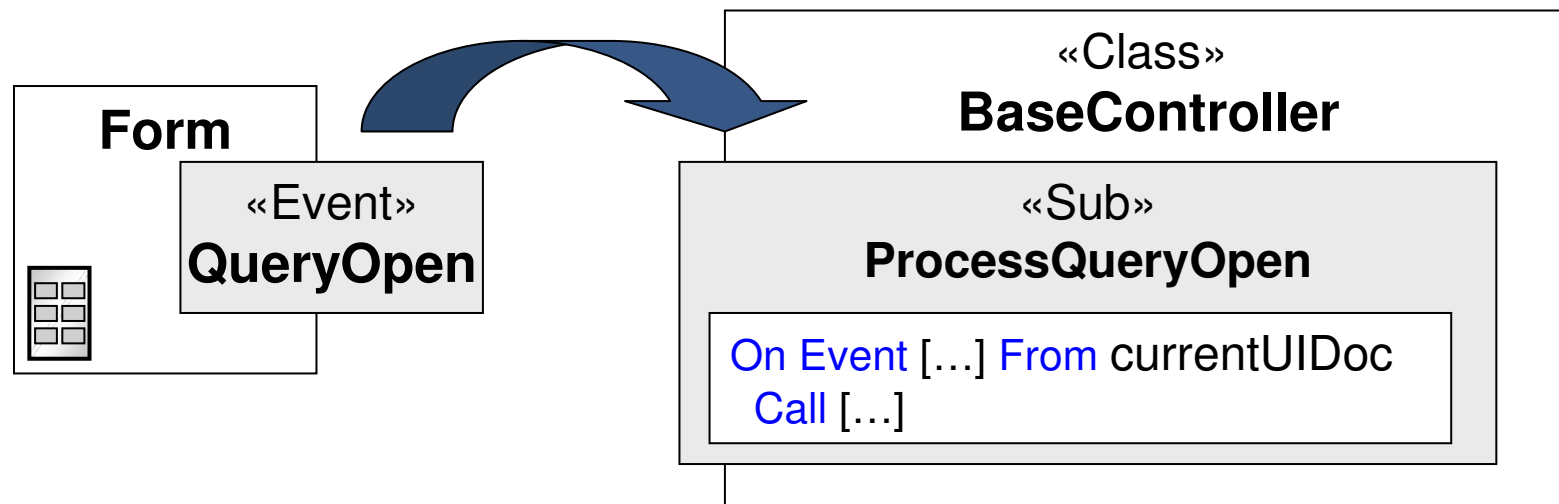 Form
«Event»
QueryOpen
«Class»
BaseController
«Sub»
ProcessQueryOpen
On Event […] From currentUIDoc
Call […]